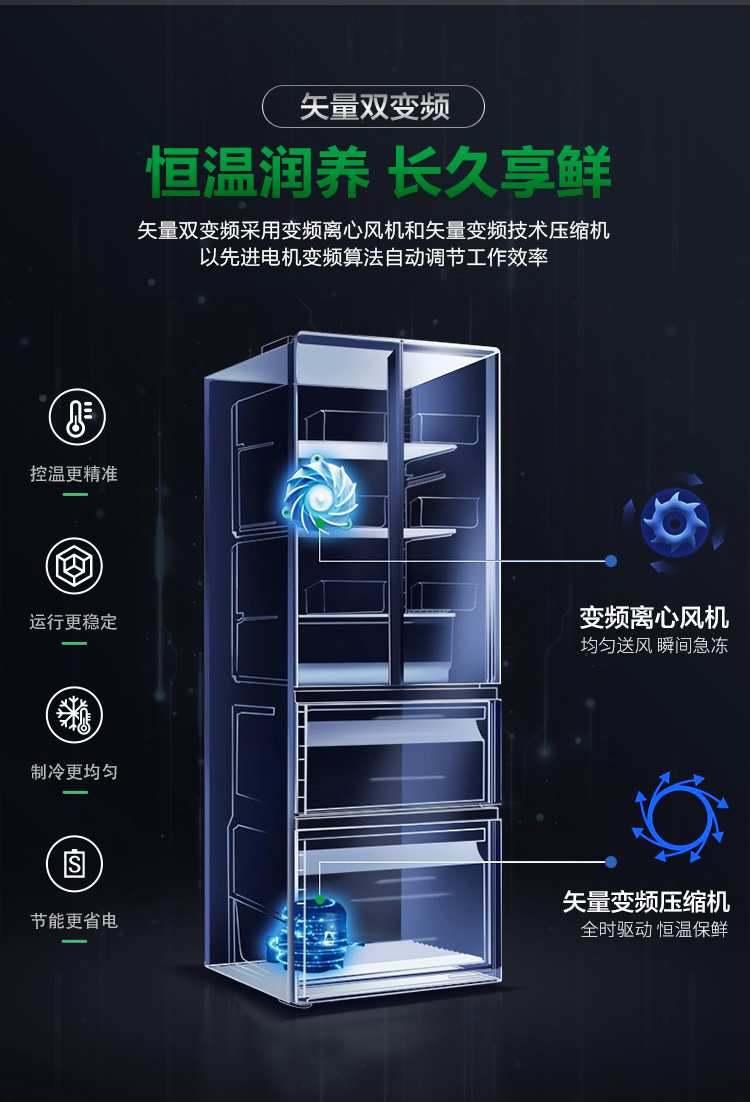 矢量双变频
恒温润养 长久享鲜
矢量双变频采用变频离心风机和矢量变频技术压缩机
以先进电机变频算法自动调节工作效率
控温更精准
运行更稳定
制冷更均匀
S
节能更省电
变频离心风机
均匀送风 瞬间急冻
矢量变频压缩机
全时驱动 恒温保鲜